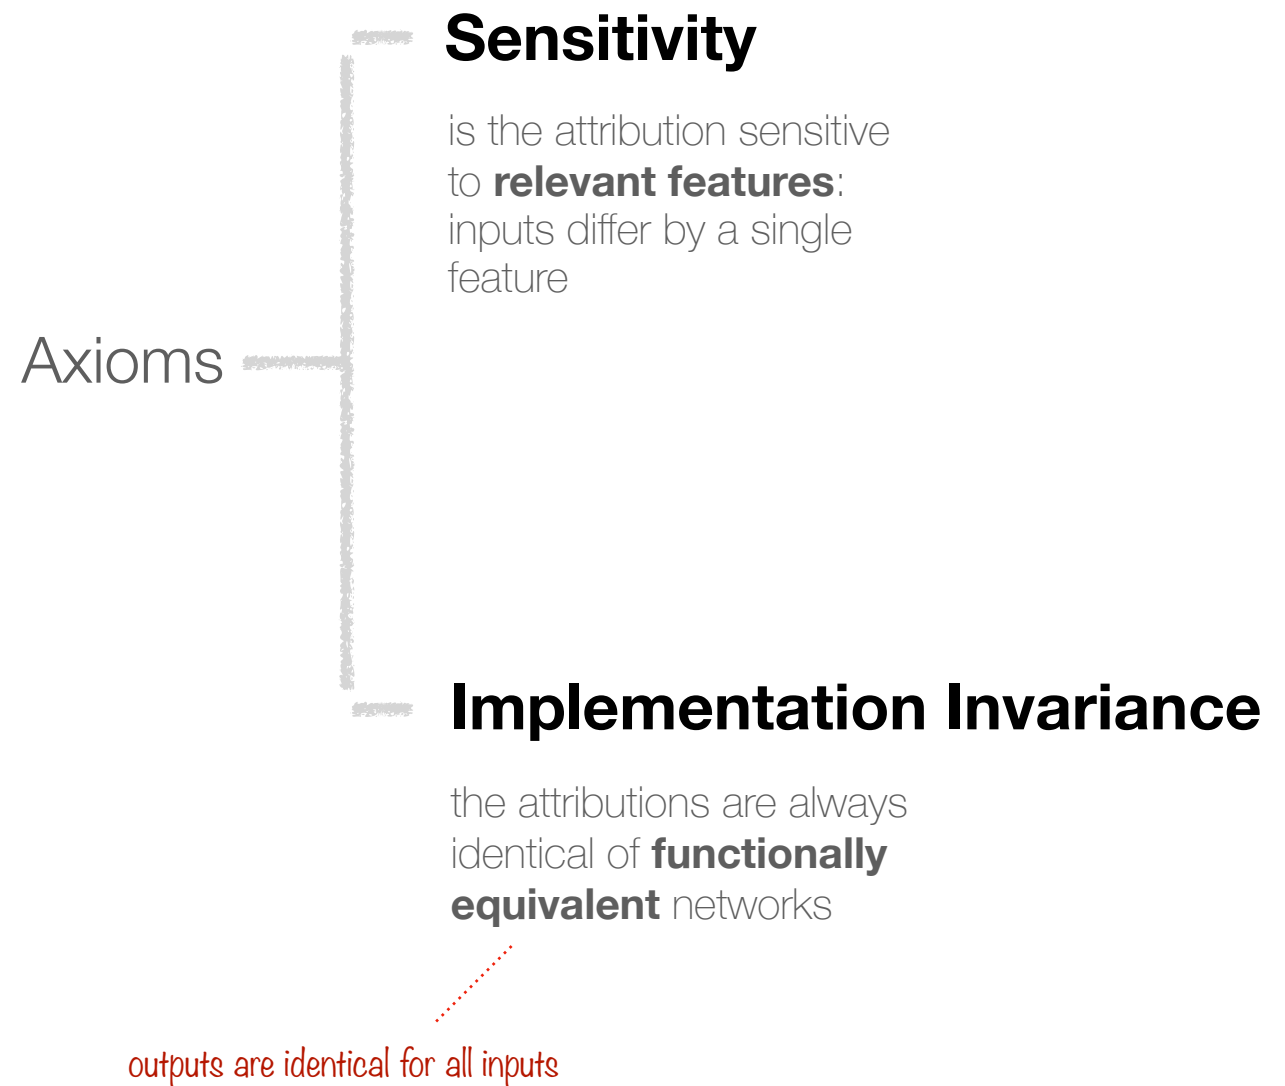 Sensitivity
is the attribution sensitive
to relevant features:
inputs differ by a single
feature
Axioms
Implementation Invariance
the attributions are always
identical of functionally
equivalent networks
outputs are identical for all inputs